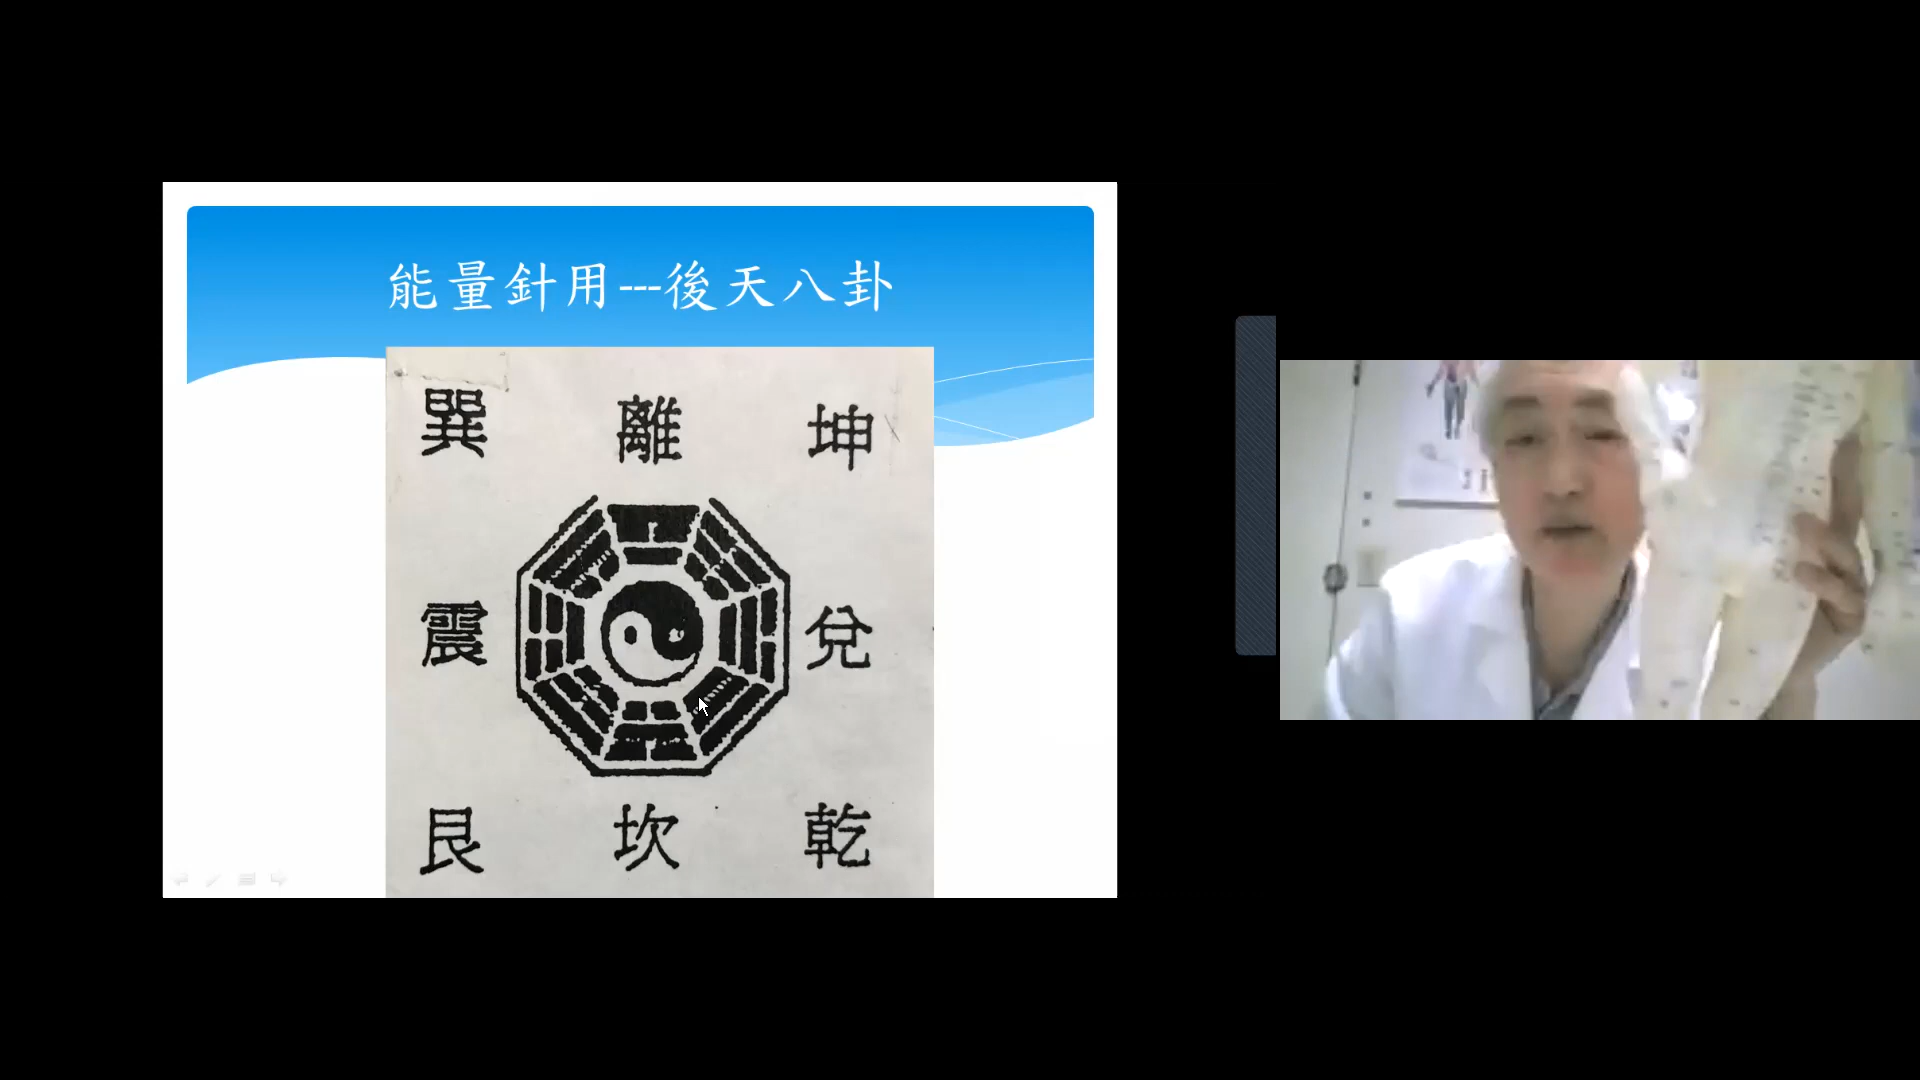 能量針用---後天八卦
巽 離 坤
震 兌
艮 坎 乾